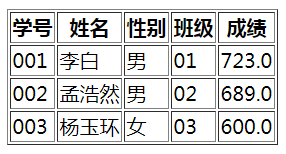 学号 姓名 性别 班级 成绩
001 李白 男 01 723.0
002 孟浩然 男 02 689.0
003 杨玉环 女 03 600.0